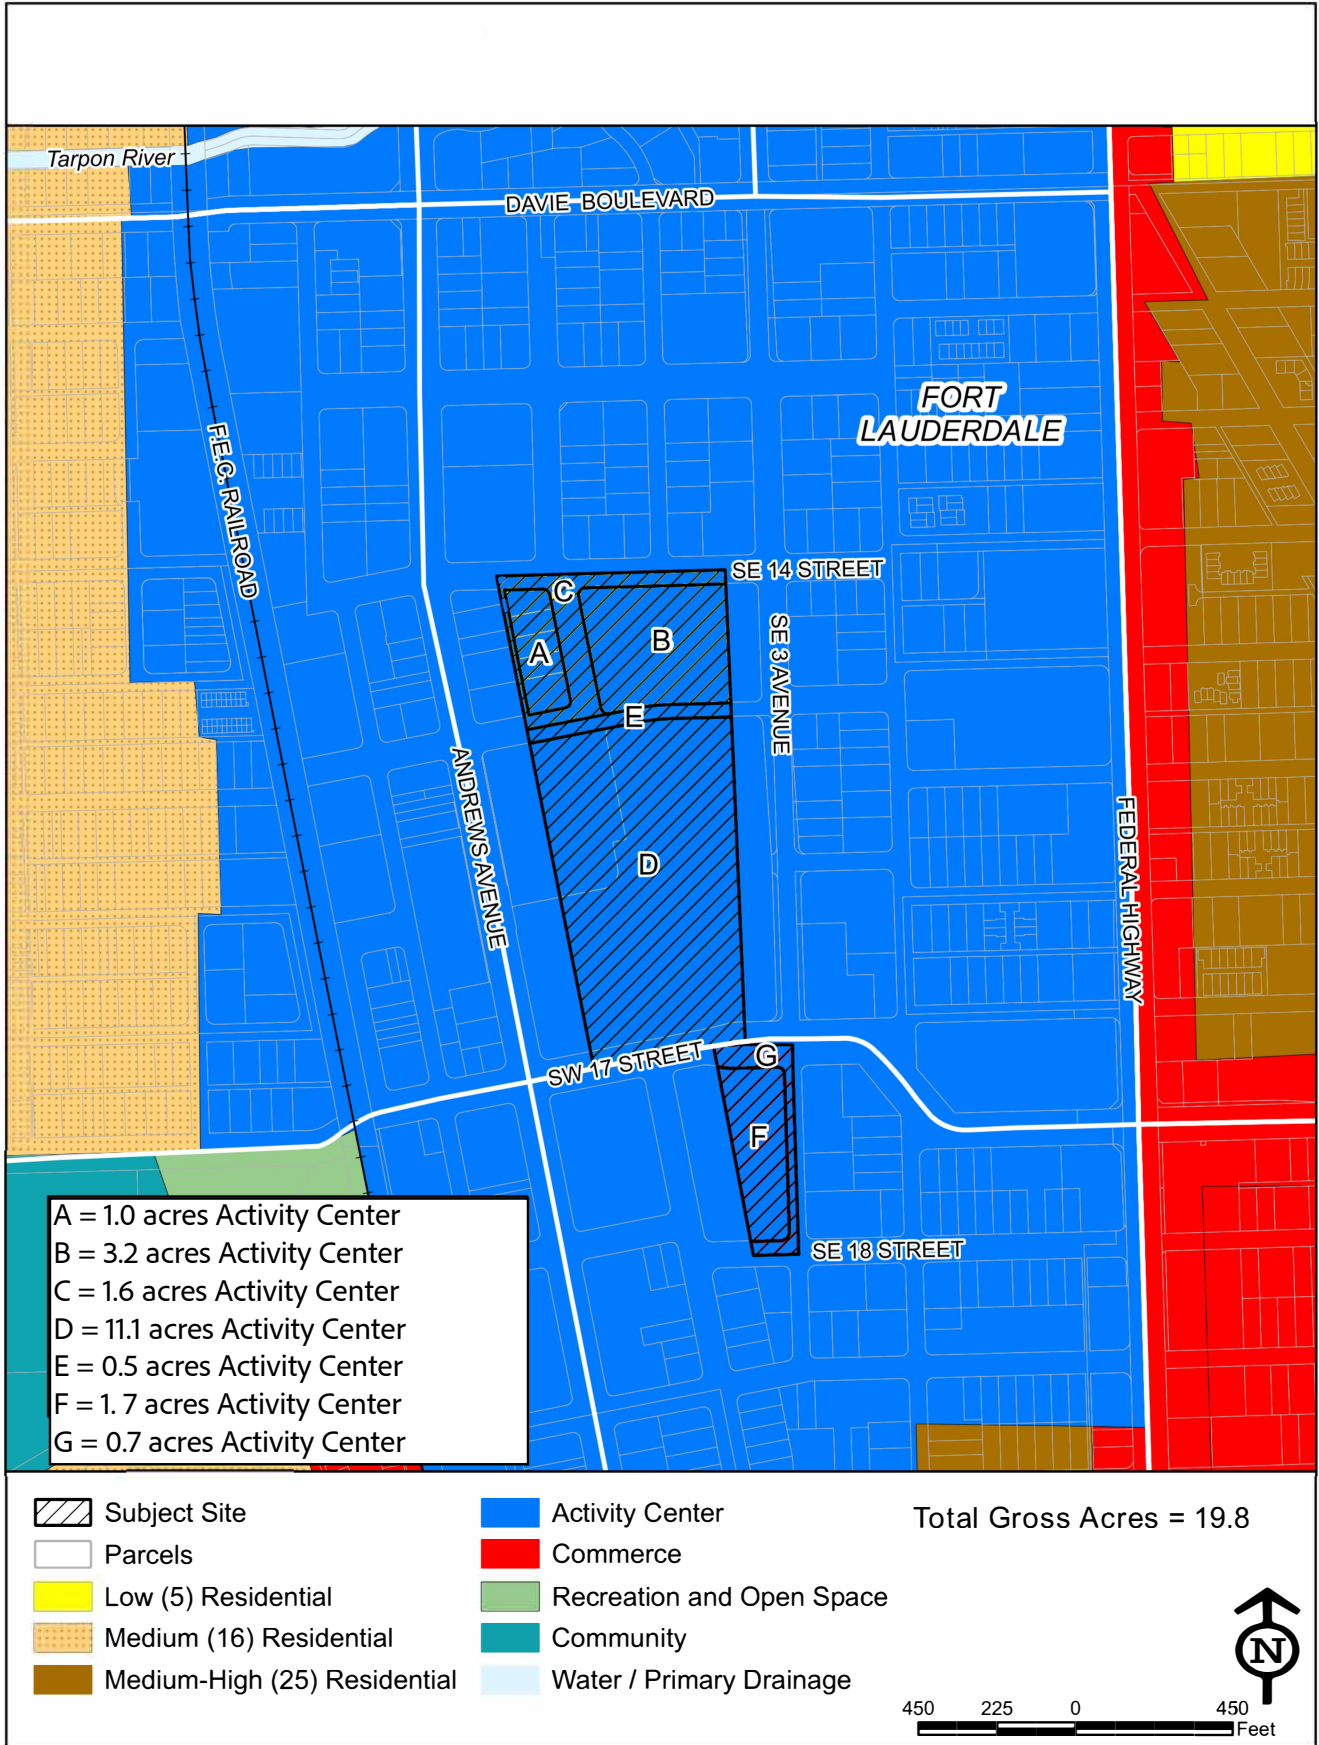 Tarpon River
DAVIE BOULEVARD
FORT
LAUDERDALE
F.E.C. RAILROAD
SE 14 STREET
C
B
A
SE 3 AVENUE
E
ANDREWS AVENUE
FEDERAL HIGHWAY
D
SW 17 STREET
G
F
SE 18 STREET
A = 1.0 acres Activity Center
B = 3.2 acres Activity Center
C = 1.6 acres Activity Center
D = 11.1 acres Activity Center
E = 0.5 acres Activity Center
F = 1. 7 acres Activity Center
G = 0.7 acres Activity Center
Subject Site
Parcels
Low (5) Residential
Medium (16) Residential
Medium-High (25) Residential
Activity Center
Commerce
Recreation and Open Space
Community
Water / Primary Drainage
Total Gross Acres = 19.8
N
450 225 0 450
Feet